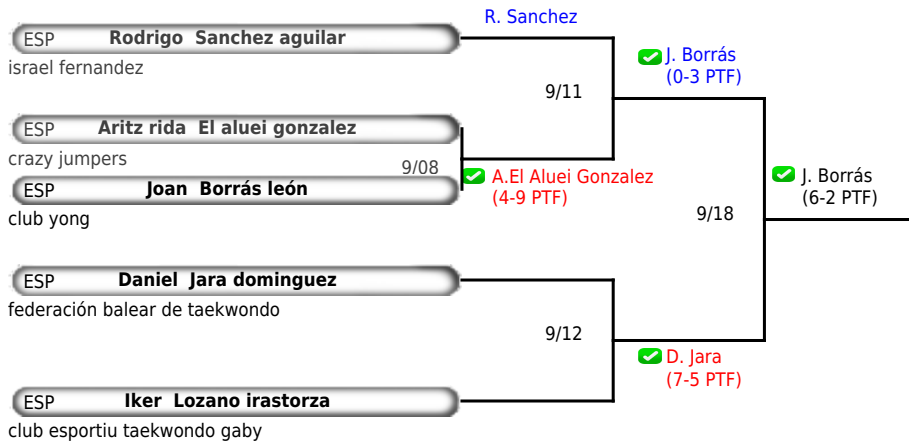 R. Sanchez
ESP Rodrigo Sanchez aguilar
israel fernandez
J. Borrás
(0-3 PTF)
9/11
ESP Aritz rida El aluei gonzalez
crazy jumpers
9/08
A.El Aluei Gonzalez
(4-9 PTF)
J. Borrás
(6-2 PTF)
ESP Joan Borrás león
club yong
9/18
ESP Daniel Jara dominguez
federación balear de taekwondo
9/12
D. Jara
(7-5 PTF)
ESP Iker Lozano irastorza
club esportiu taekwondo gaby